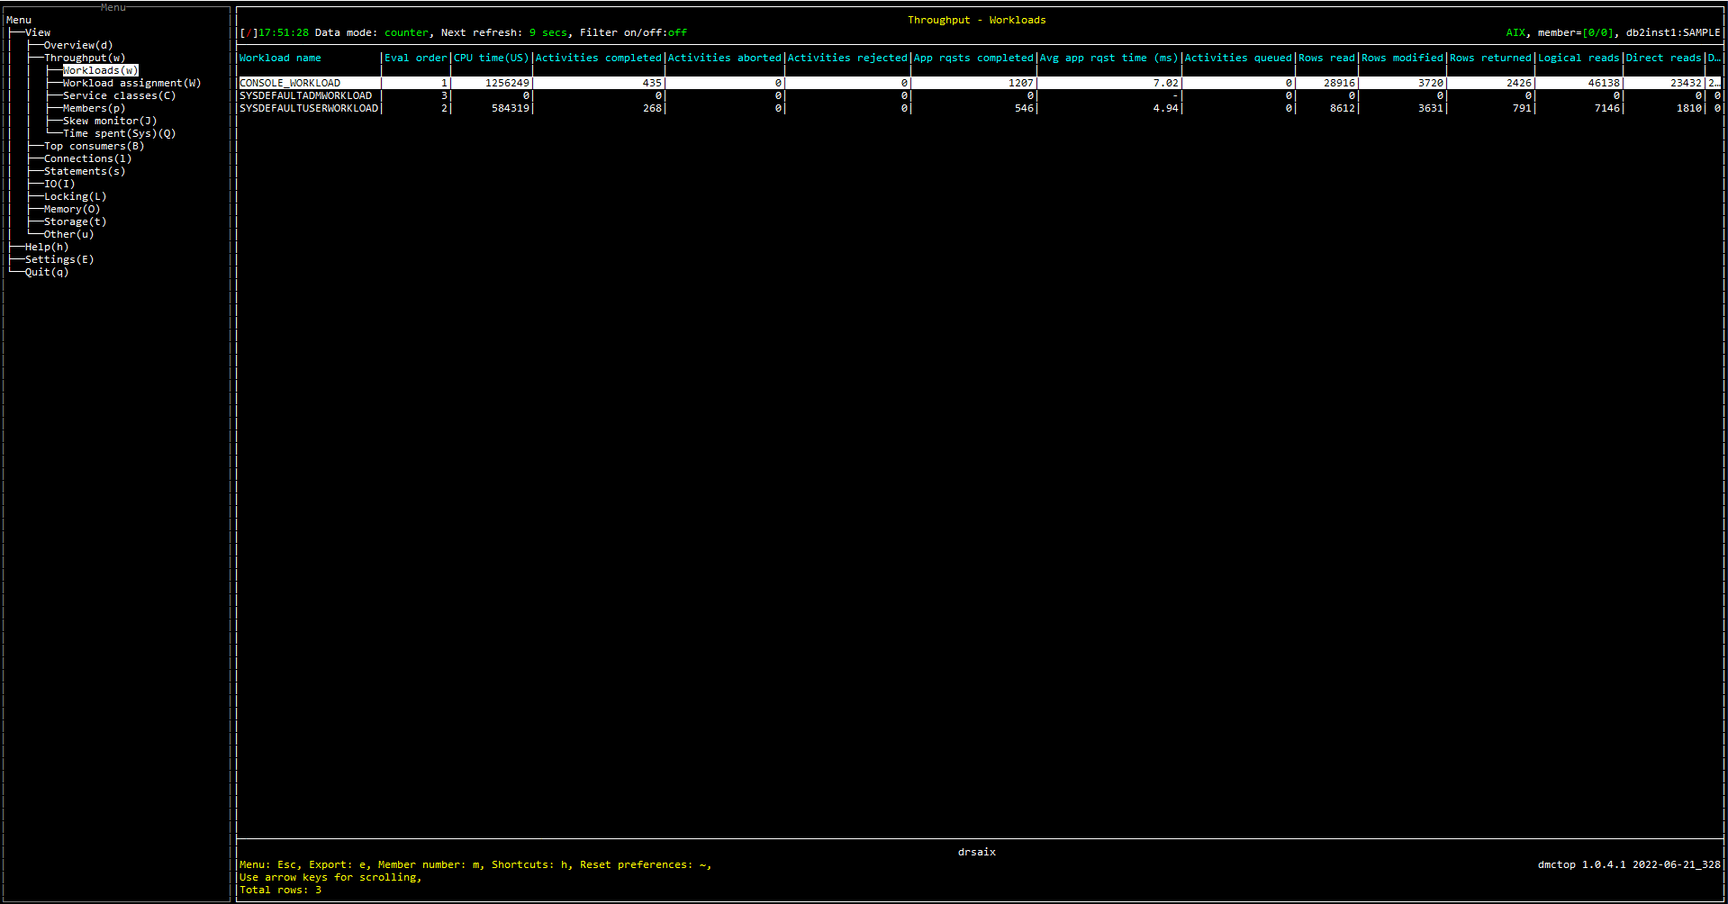 Menu
Menu
View
Overview(d)
Throughput(w)
Workloads(w)
Workload assignment(W)
Service classes(C)
Members(p)
Skew monitor(J)
Time spent(Sys)(Q)
Top consumers(B)
Connections(l)
Statements(s)
IO(I)
Locking(L)
Memory(O)
Storage(t)
Other(u)
Help(h)
Settings(E)
Quit(q)
Throughput - Workloads
[/]17:51:28 Data mode: counter, Next refresh: 9 secs, Filter on/off:off AIX, member=[0/0], db2inst1:SAMPLE
Workload name |Eval order|CPU time(US)|Activities completed|Activities aborted|Activities rejected|App rqsts completed|Avg app rqst time (ms)|Activities queued|Rows read|Rows modified|Rows returned|Logical reads|Direct reads|D…
CONSOLE_WORKLOAD | 1| 1256249| 435| 0| 0| 1207| 7.02| 0| 28916| 3720| 2426| 46138| 23432|2…
SYSDEFAULTADMWORKLOAD | 3| 0| 0| 0| 0| 0| -| 0| 0| 0| 0| 0| 0| 0
SYSDEFAULTUSERWORKLOAD| 2| 584319| 268| 0| 0| 546| 4.94| 0| 8612| 3631| 791| 7146| 1810| 0
drsaix
Menu: Esc, Export: e, Member number: m, Shortcuts: h, Reset preferences: ~, dmctop 1.0.4.1 2022-06-21_328
Use arrow keys for scrolling,
Total rows: 3